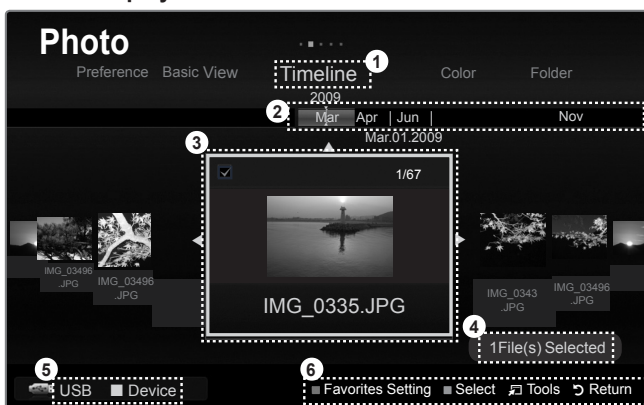 Photo
1
Preference Basic View Timeline Color Folder
2009
2
Mar Apr Jun Nov
Mar.01.2009
3
1/67
IMG_03496
.JPG
IMG_03496
.JPG
IMG_0335.JPG
IMG_0343
.JPG
IMG_03496
.JPG
4
1File(s) Selected
5
USB Device
6
Favorites Setting Select Tools Return